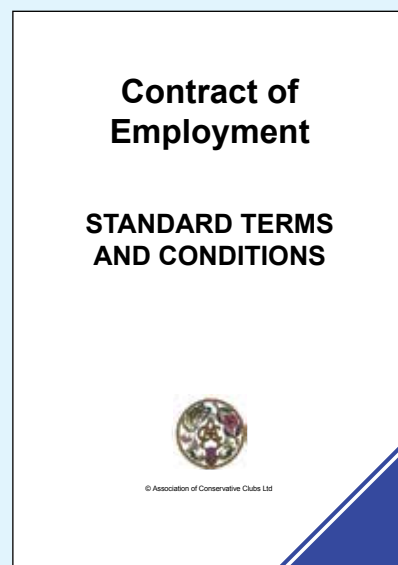 Contract of
Employment
STANDARD TERMS
AND CONDITIONS
© Association of Conservative Clubs Ltd